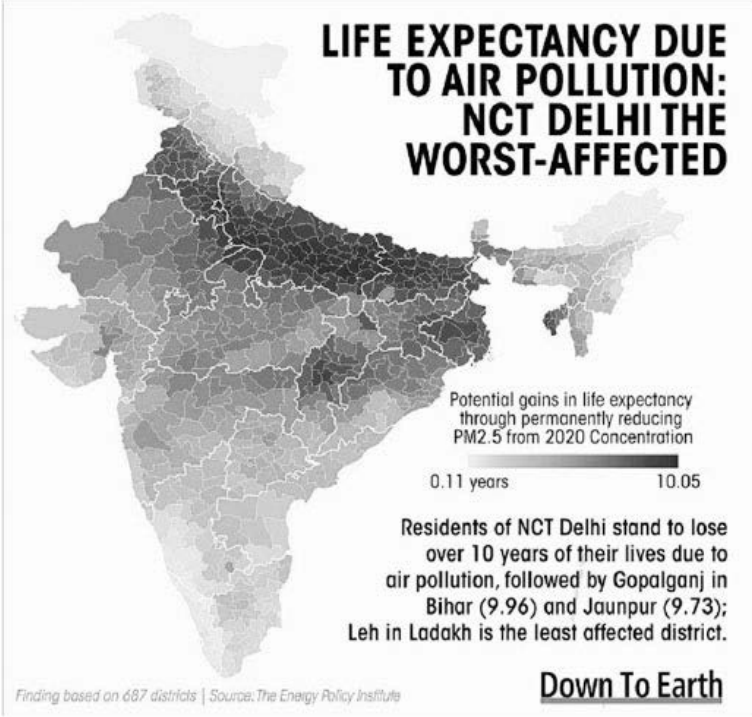 LIFE EXPECTANCY DUE
TO AIR POLLUTION:
NCT DELHI THE
WORST-AFFECTED
Potential gains in life expectancy
through permanently reducing
PM2.5 from 2020 Concentration
0.11 years 10.05
Residents of NCT Delhi stand to lose
over 10 years of their lives due to
air pollution, followed by Gopalganj in
Bihar (9.96) and Jaunpur (9.73);
Leh in Ladakh is the least affected district.
Finding based on 687 districts | Source: The Energy Policy Institute
Down To Earth